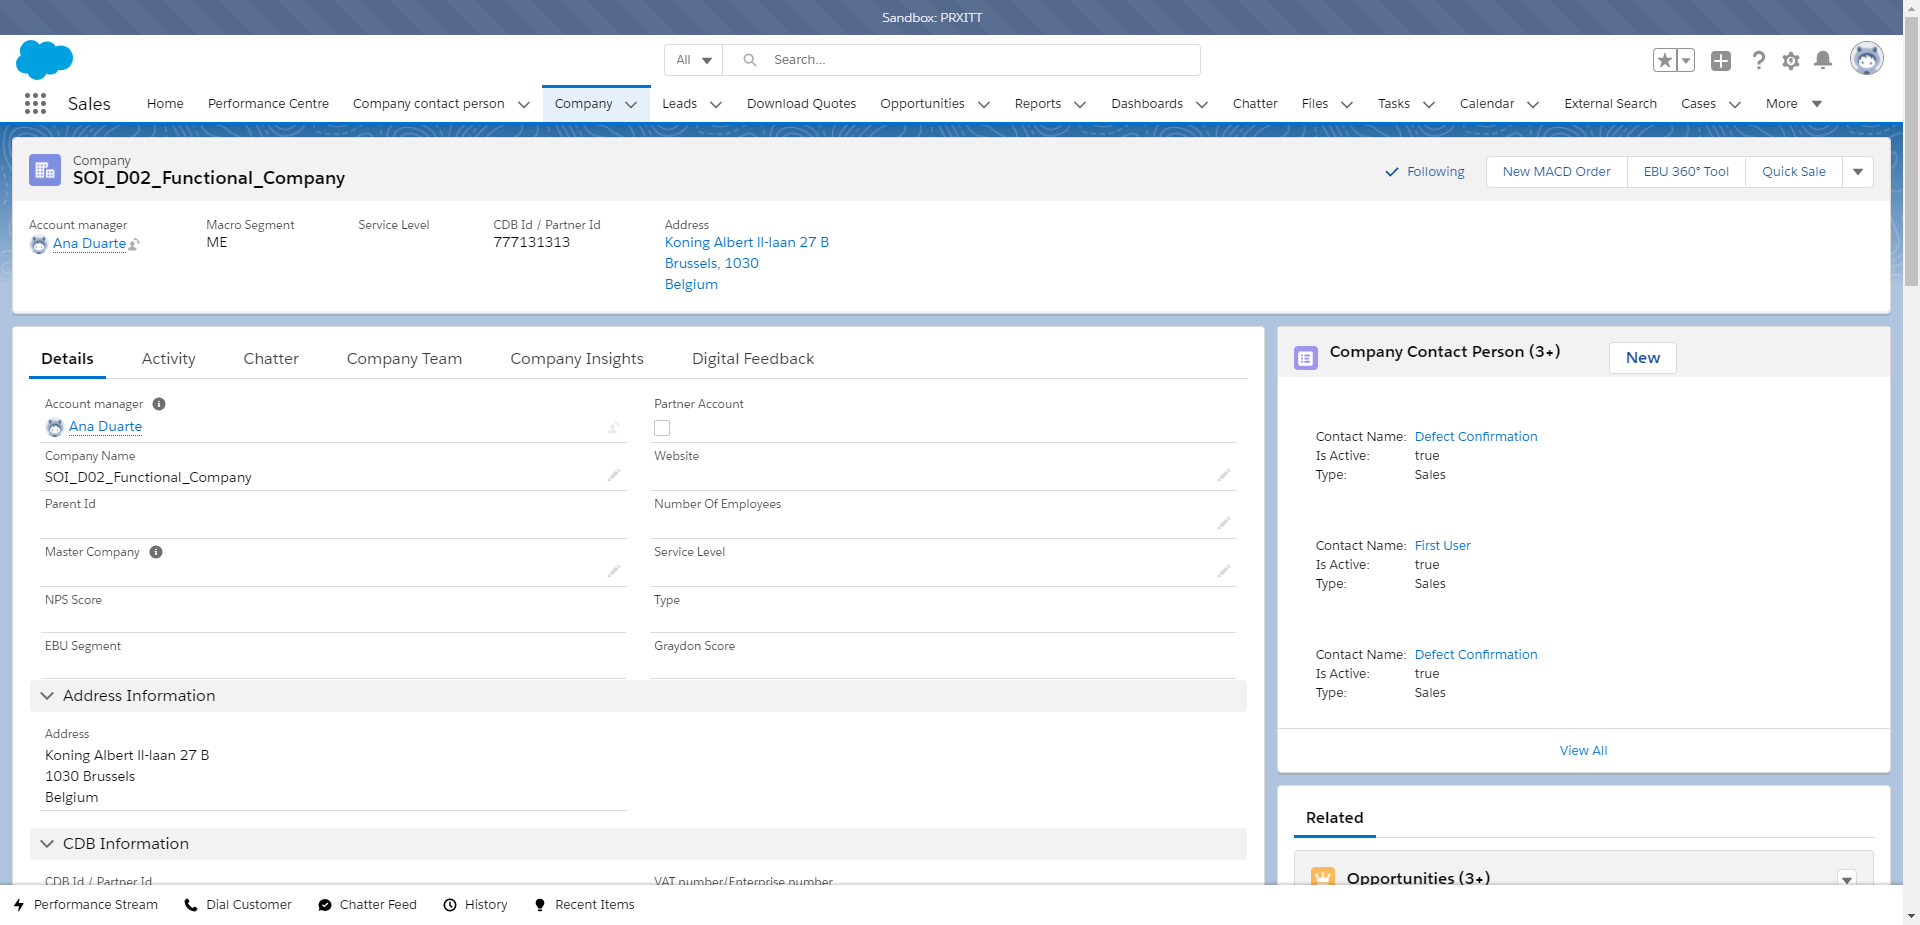 Sandbox: PRXITT
All
Search...
Sales
Home
Performance Centre
Company contact person
Company
Leads
Download Quotes
Opportunities
Reports
Dashboards
Chatter
Files
Tasks
Calendar
External Search
Cases
More
Company
SOI_D02_Functional_Company
Following
New MACD Order
EBU 360° Tool
Quick Sale
Account manager
Ana Duarte
Macro Segment
ME
Service Level
CDB Id / Partner Id
777131313
Address
Koning Albert II-laan 27 B
Brussels, 1030
Belgium
Details
Activity
Chatter
Company Team
Company Insights
Digital Feedback
Account manager
Ana Duarte
Partner Account
Company Name
SOI_D02_Functional_Company
Website
Parent Id
Number Of Employees
Master Company
Service Level
NPS Score
Type
EBU Segment
Graydon Score
Address Information
Address
Koning Albert II-laan 27 B
1030 Brussels
Belgium
CDB Information
CDB Id / Partner Id
VAT number/Enterprise number
Company Contact Person (3+)
New
Contact Name: Defect Confirmation
Is Active: true
Type: Sales
Contact Name: First User
Is Active: true
Type: Sales
Contact Name: Defect Confirmation
Is Active: true
Type: Sales
View All
Related
Opportunities (3+)
Performance Stream
Dial Customer
Chatter Feed
History
Recent Items